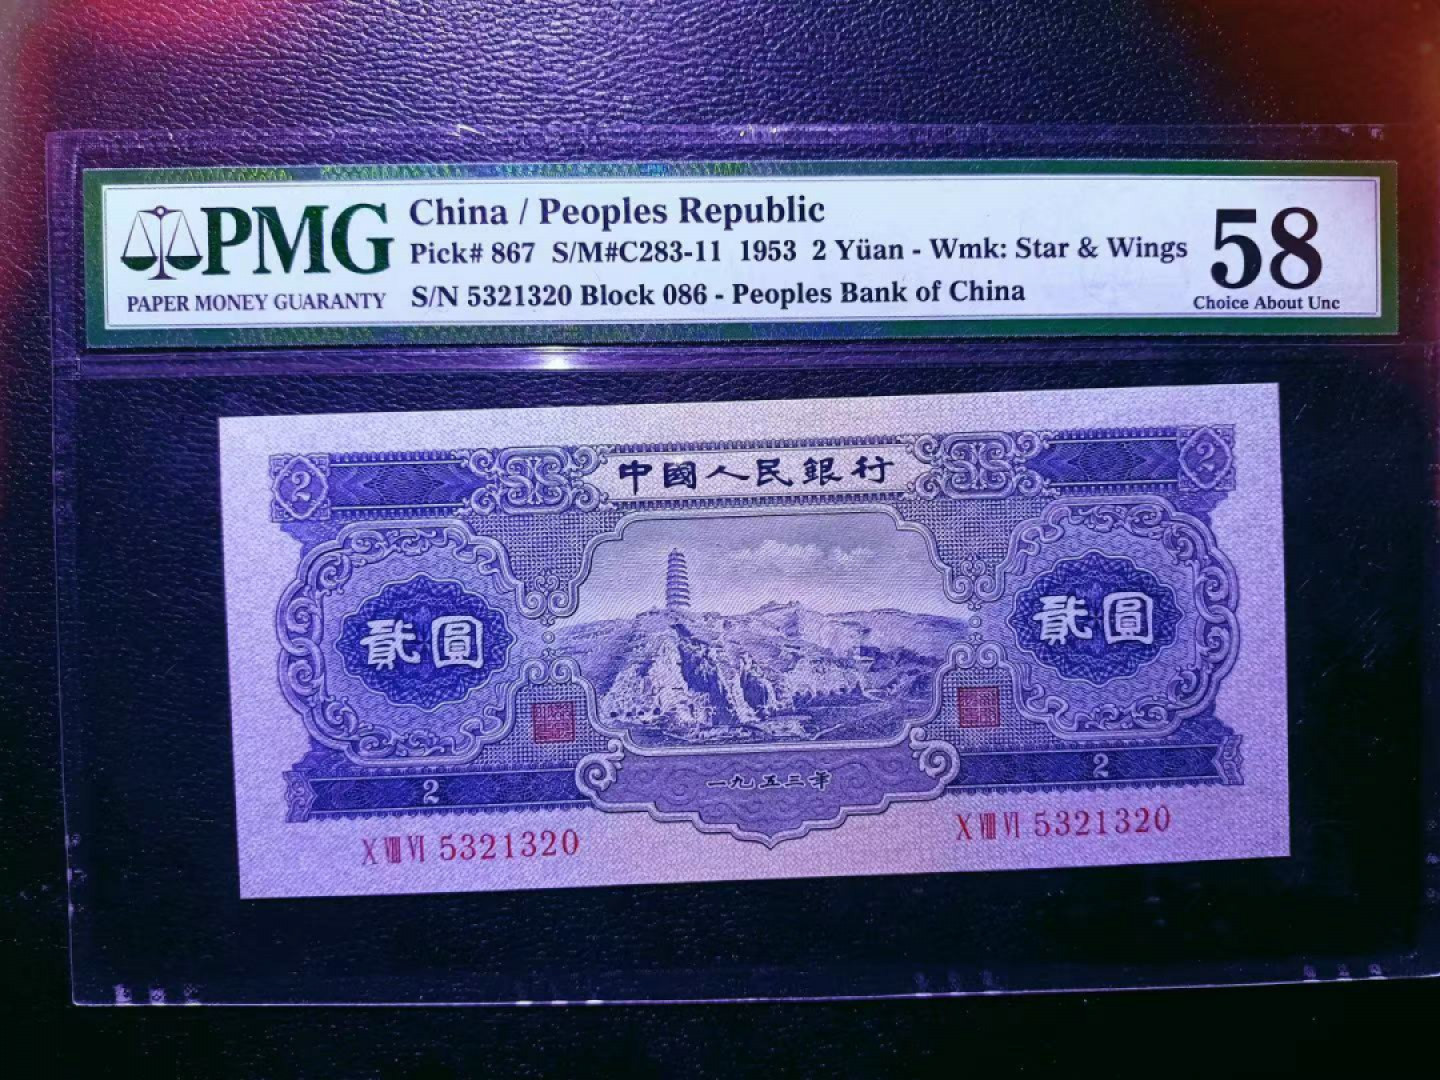 PMG
PAPER MONEY GUARANTY
China / Peoples Republic
Pick# 867 S/M#C283-11 1953 2 Yüan - Wmk: Star & Wings
S/N 5321320 Block 086 - Peoples Bank of China
58
Choice About Unc
2
中國人民銀行
2
貳圓
貳圓
2
一九五三年
2
X Ⅷ Ⅵ 5321320
X Ⅷ Ⅵ 5321320